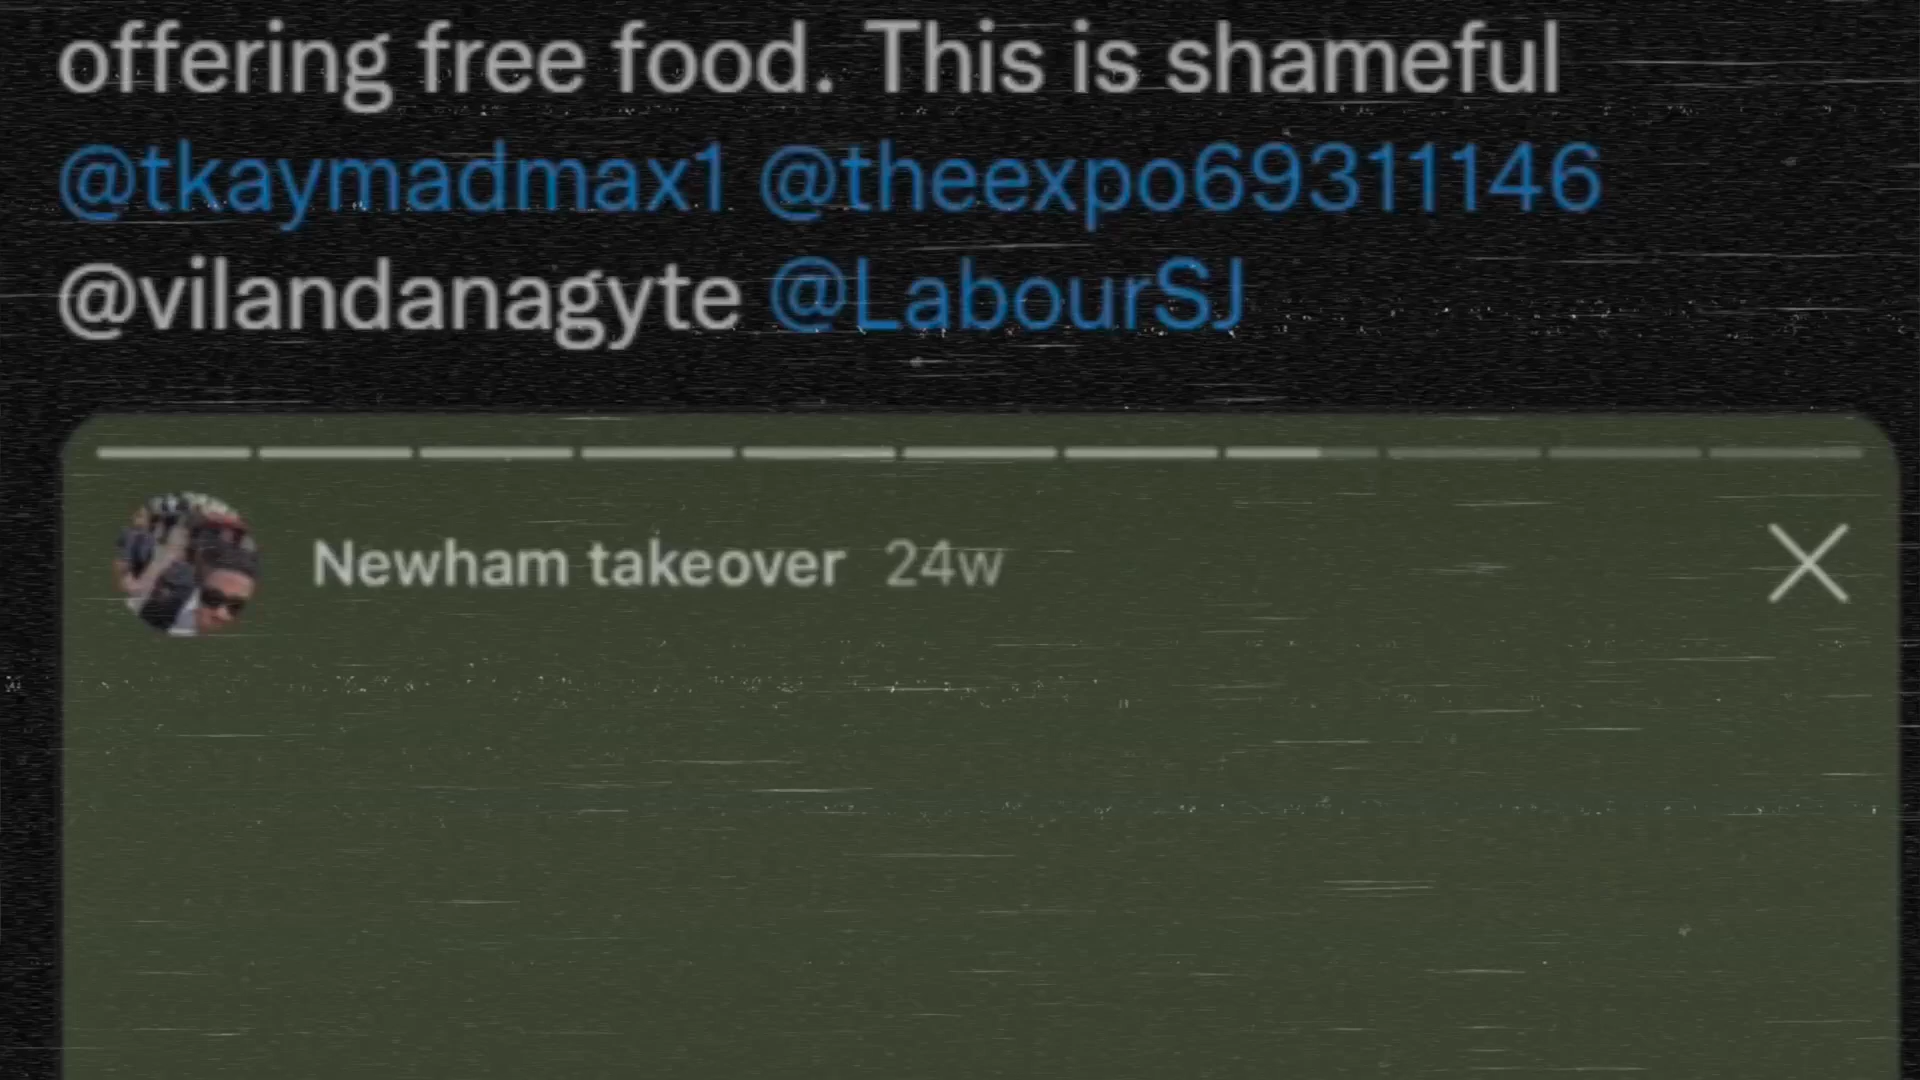 offering free food. This is shameful
@tkaymadmax1 @theexpo69311146
@vilandanagyte @LabourSJ
Newham takeover 24w